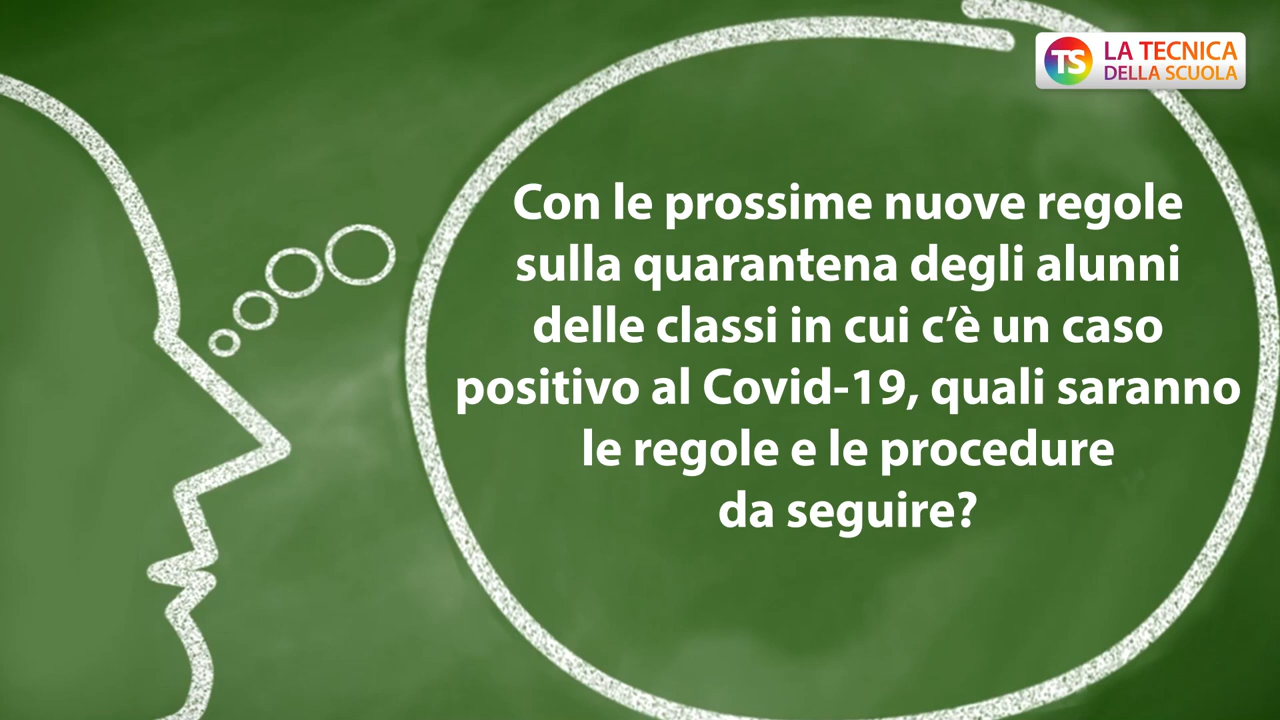 TS LA TECNICA
DELLA SCUOLA
Con le prossime nuove regole
sulla quarantena degli alunni
delle classi in cui c’è un caso
positivo al Covid-19, quali saranno
le regole e le procedure
da seguire?